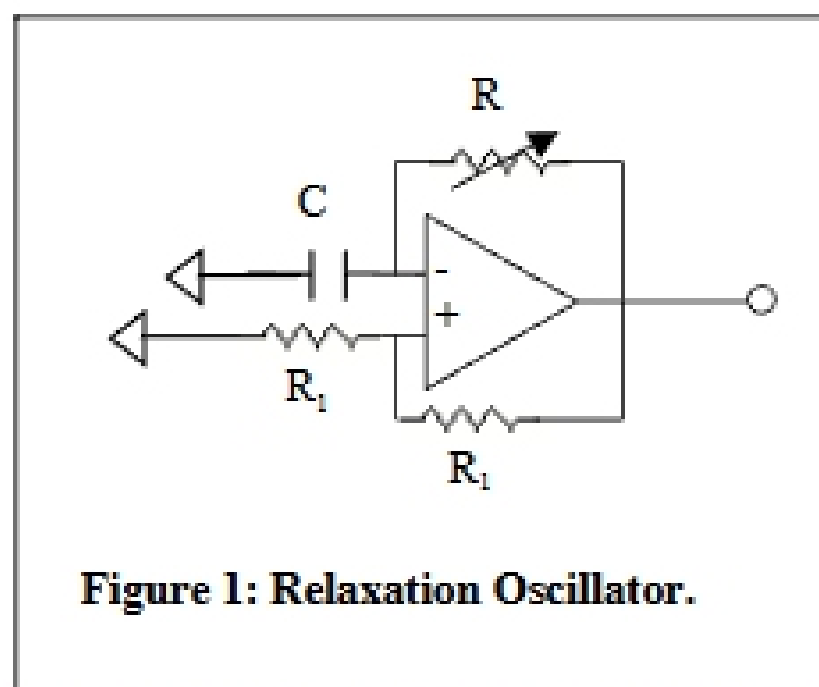 R
C
-
+
R₁
R₁
Figure 1: Relaxation Oscillator.